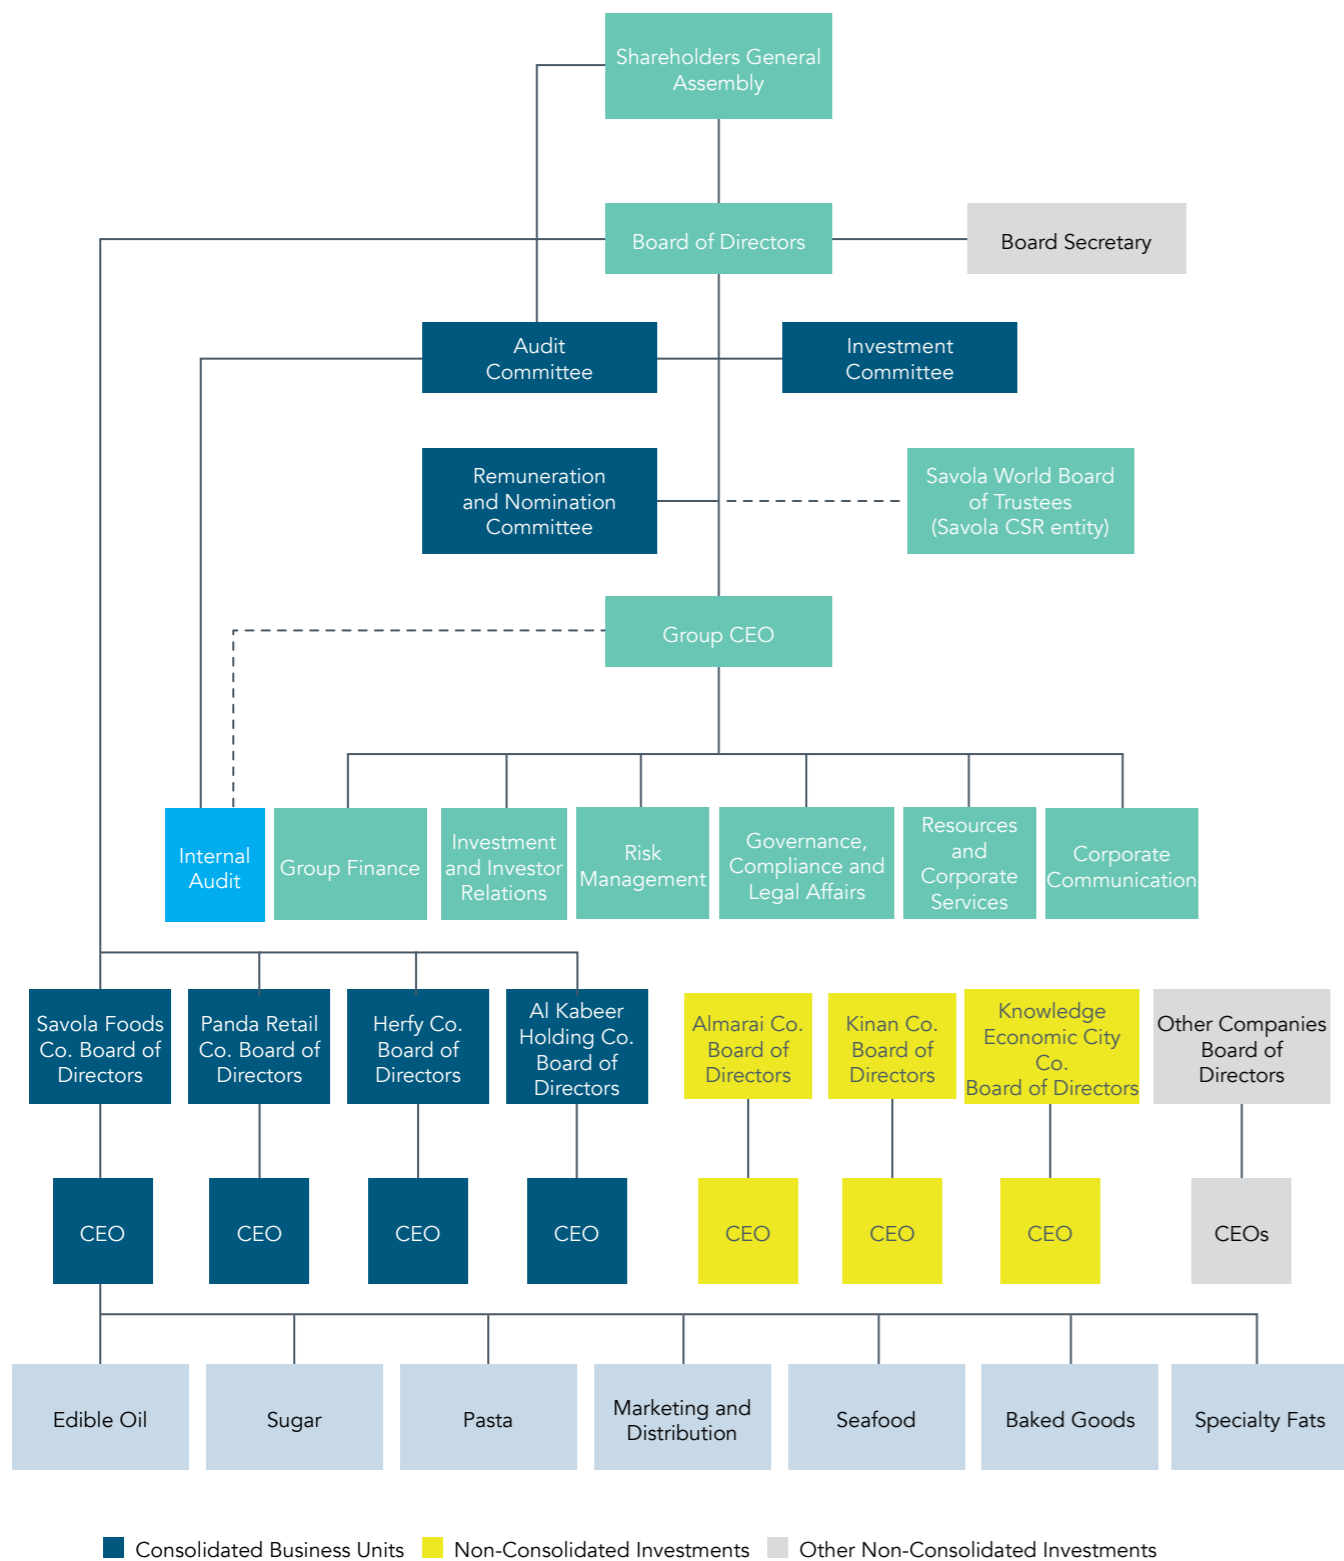 Shareholders General
Assembly
Board of Directors
Board Secretary
Audit
Committee
Investment
Committee
Remuneration
and Nomination
Committee
Savola World Board
of Trustees
(Savola CSR entity)
Group CEO
Internal
Audit
Group Finance
Investment
and Investor
Relations
Risk
Management
Governance,
Compliance and
Legal Affairs
Resources
and
Corporate
Services
Corporate
Communication
Savola Foods
Co. Board of
Directors
Panda Retail
Co. Board of
Directors
Herfy Co.
Board of
Directors
Al Kabeer
Holding Co.
Board of
Directors
Almarai Co.
Board of
Directors
Kinan Co.
Board of
Directors
Knowledge
Economic City
Co.
Board of Directors
Other Companies
Board of
Directors
CEO
CEO
CEO
CEO
CEO
CEO
CEO
CEOs
Edible Oil
Sugar
Pasta
Marketing and
Distribution
Seafood
Baked Goods
Specialty Fats
Consolidated Business Units
Non-Consolidated Investments
Other Non-Consolidated Investments